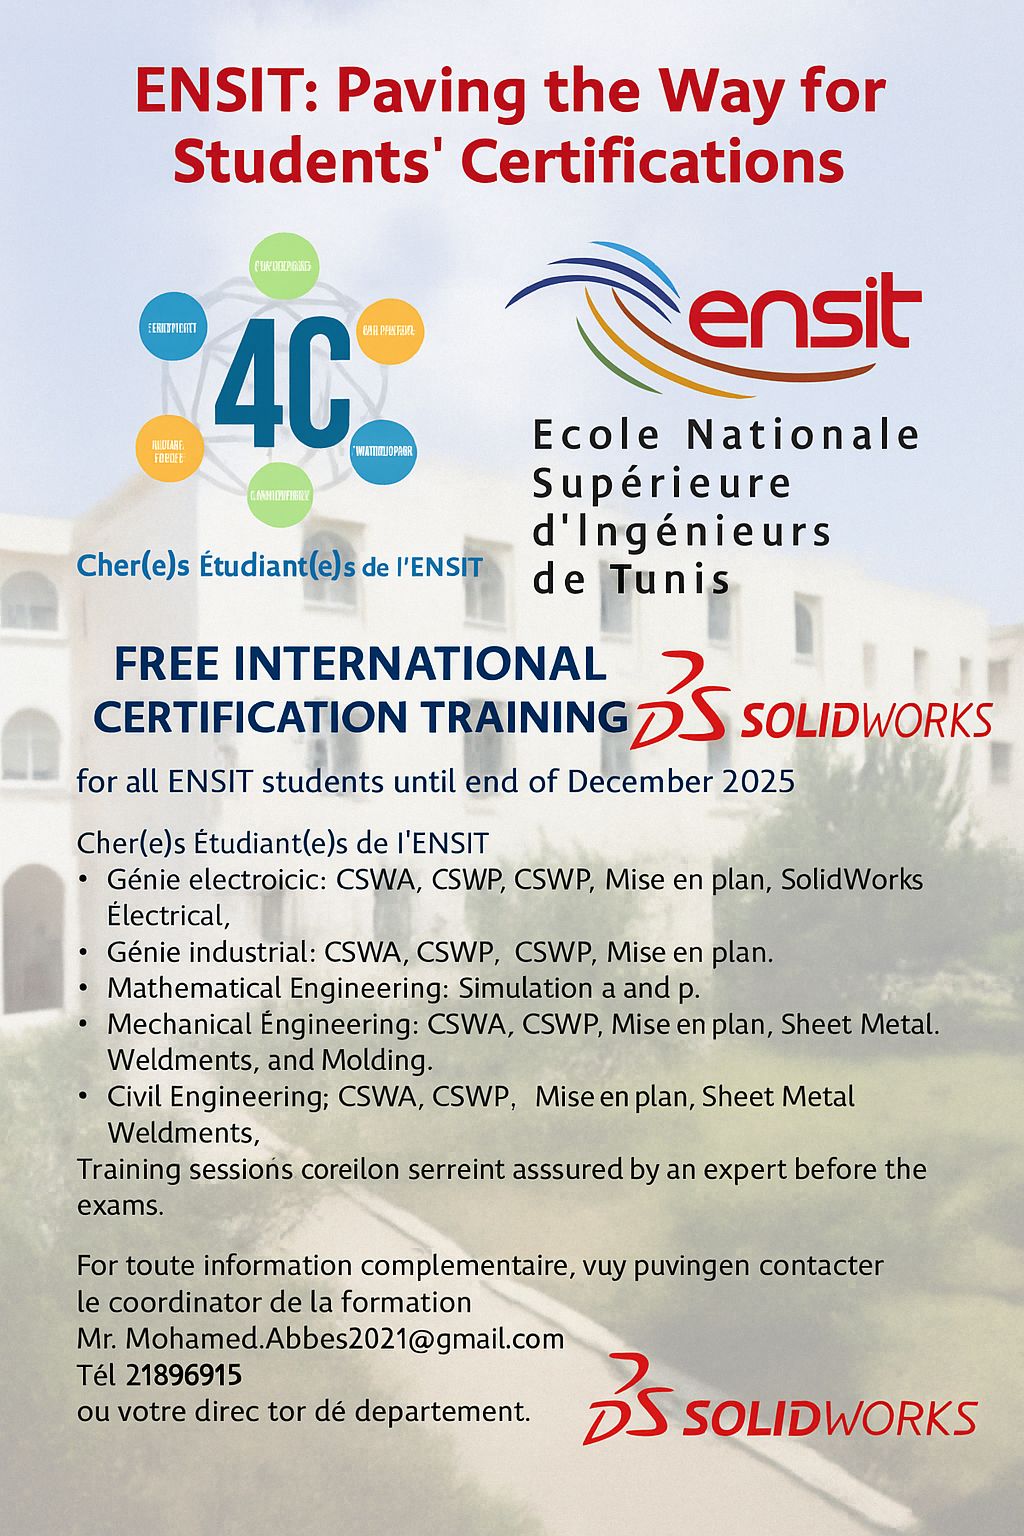 ENSIT: Paving the Way for
Students' Certifications
4C
ensit
Ecole Nationale
Supérieure
d'Ingénieurs
de Tunis
Cher(e)s Étudiant(e)s de l'ENSIT
FREE INTERNATIONAL
CERTIFICATION TRAINING
SOLIDWORKS
for all ENSIT students until end of December 2025
Cher(e)s Étudiant(e)s de l'ENSIT
• Génie electroicic: CSWA, CSWP, CSWP, Mise en plan, SolidWorks
Électrical,
• Génie industrial: CSWA, CSWP, CSWP, Mise en plan.
• Mathematical Engineering: Simulation a and p.
• Mechanical Éngineering: CSWA, CSWP, Mise en plan, Sheet Metal.
Weldments, and Molding.
• Civil Engineering; CSWA, CSWP, Mise en plan, Sheet Metal
Weldments,
Training sessions coreilon serreint asssured by an expert before the
exams.
For toute information complementaire, vuy puvingen contacter
le coordinator de la formation
Mr. Mohamed.Abbes2021@gmail.com
Tél 21896915
ou votre direc tor dé departement.
SOLIDWORKS